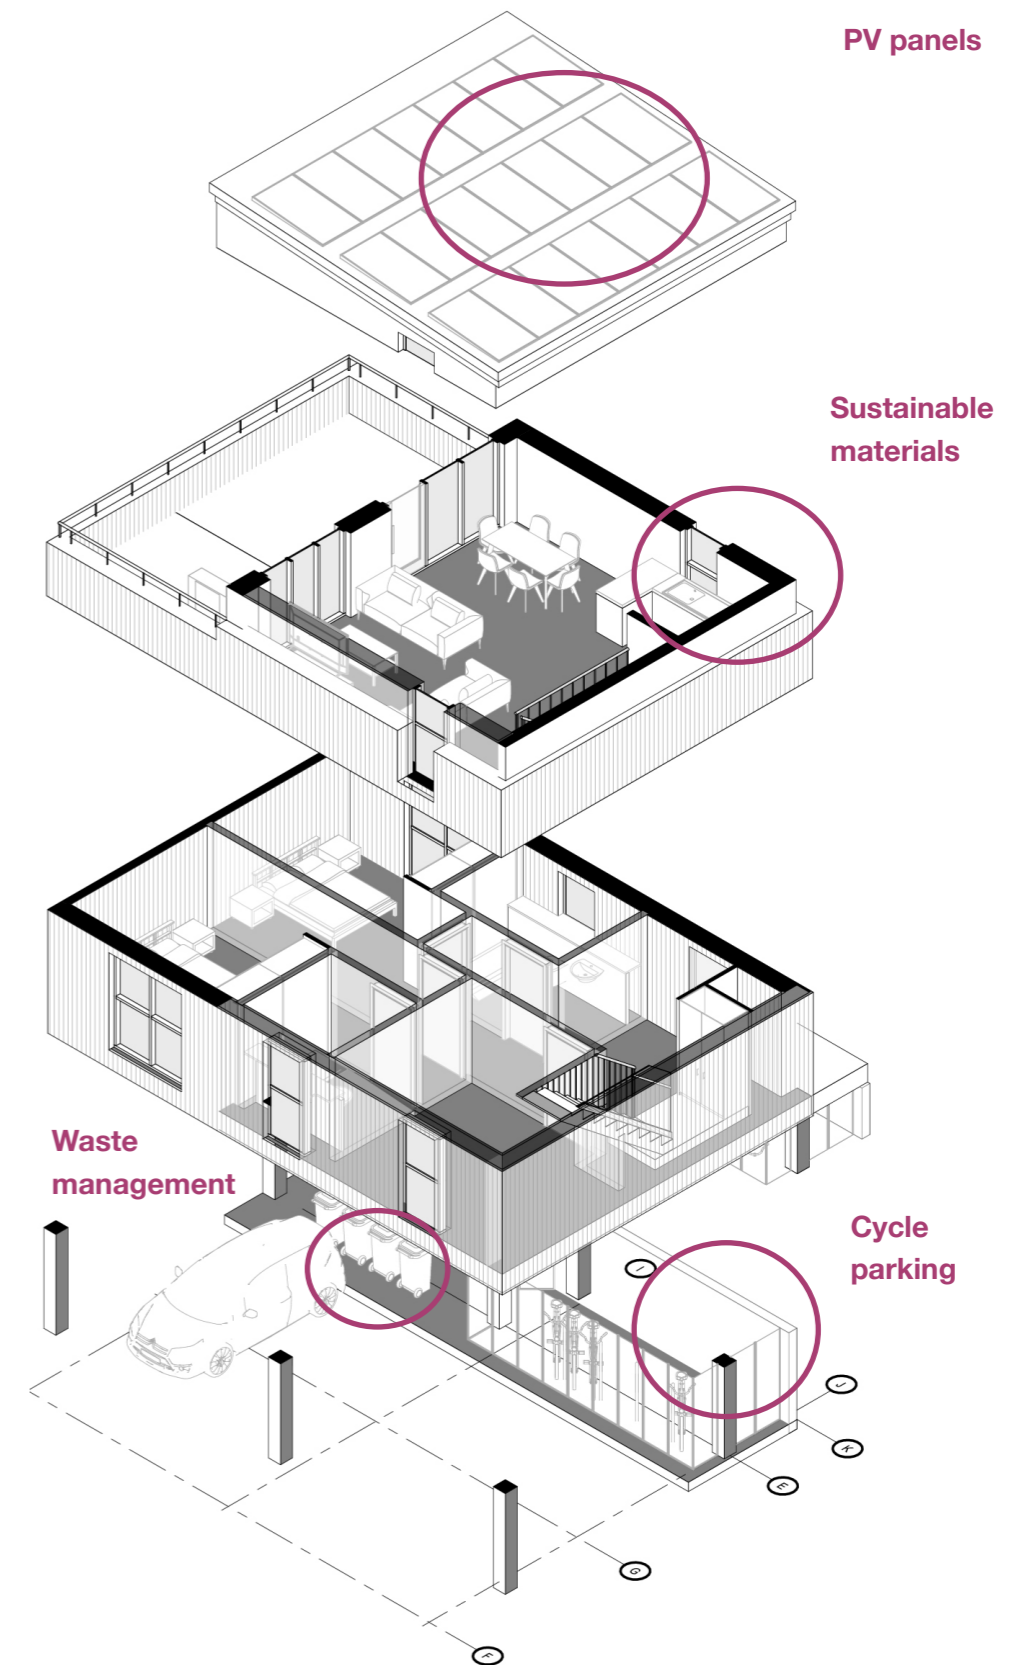 PV panels
Sustainable
materials
Waste
management
Cycle
parking
I
J
K
E
G
F